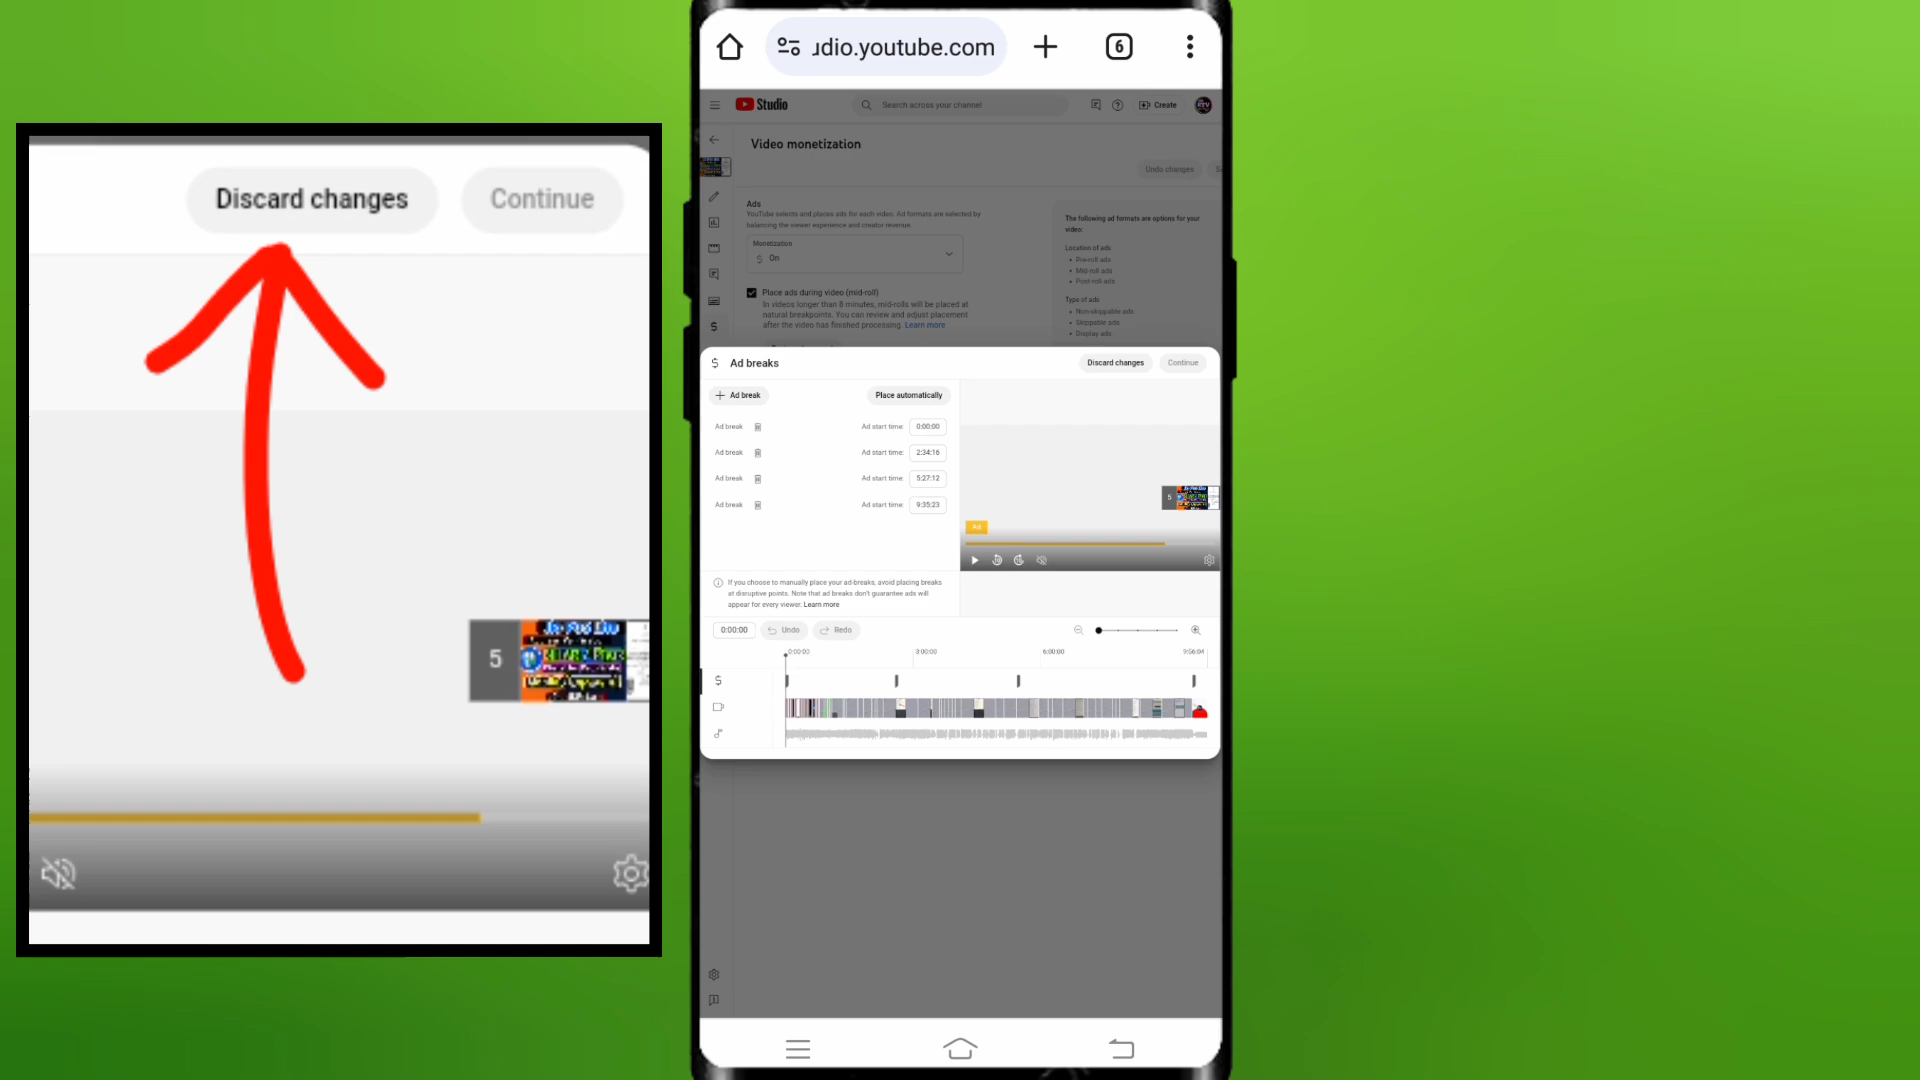 Discard changes
Continue
5
udio.youtube.com
6
Studio
Search across your channel
Create
Video monetization
Undo changes
Ads
YouTube selects and places ads for each video. Ad formats are selected by
balancing the viewer experience and creator revenue.
Monetization
On
Place ads during video (mid-roll)
In videos longer than 8 minutes, mid-rolls will be placed at
natural breakpoints. You can review and adjust placement
after the video has finished processing. Learn more
The following ad formats are options for your
video:
Location of ads
• Pre-roll ads
• Mid-roll ads
• Post-roll ads
Type of ads
• Non-skippable ads
• Skippable ads
• Display ads
Ad breaks
Discard changes
Continue
Ad break
Place automatically
Ad break
Ad start time: 0:00:00
Ad break
Ad start time: 2:34:16
Ad break
Ad start time: 5:27:12
Ad break
Ad start time: 9:35:23
5
Ad
If you choose to manually place your ad-breaks, avoid placing breaks
at disruptive points. Note that ad breaks don't guarantee ads will
appear for every viewer. Learn more
0:00:00
Undo
Redo
0:00:00
3:00:00
6:00:00
9:56:04